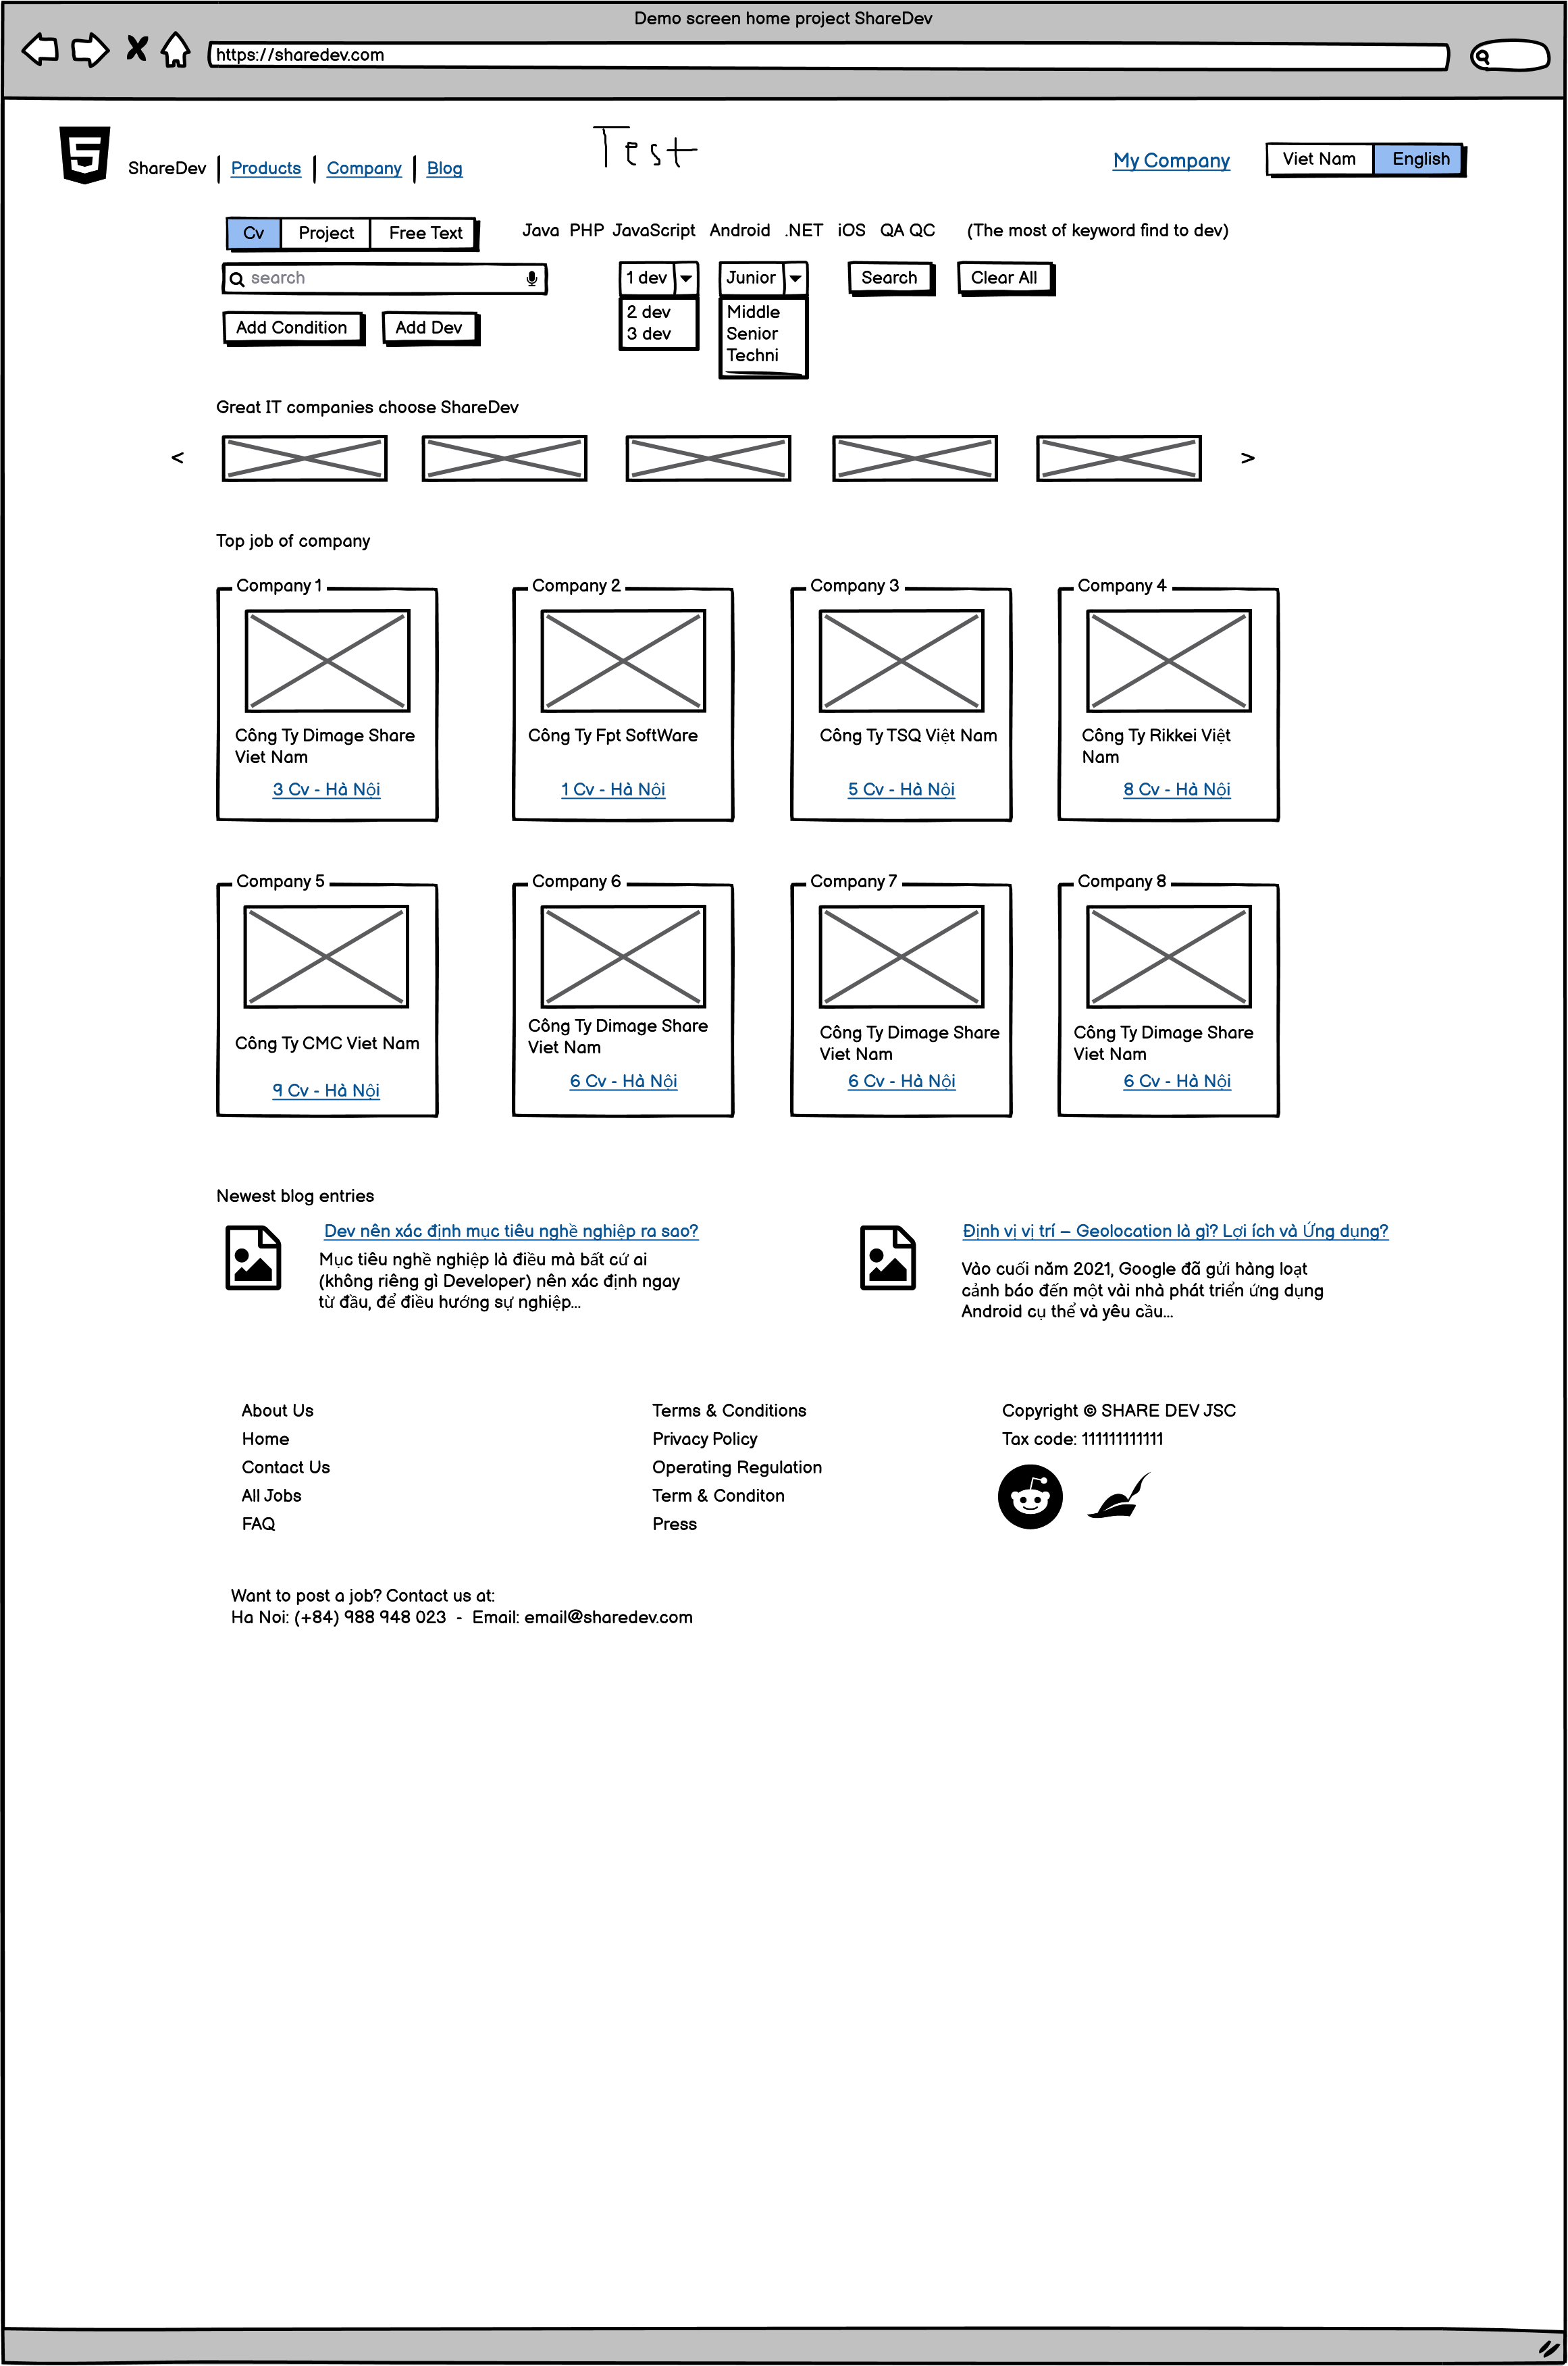 Demo screen home project ShareDev
https://sharedev.com
Test
ShareDev Products Company Blog
My Company Viet Nam English
Cv Project Free Text Java PHP JavaScript Android .NET iOS QA QC (The most of keyword find to dev)
search 1 dev Junior Search Clear All
2 dev Middle
3 dev Senior
Techni
Add Condition Add Dev
Great IT companies choose ShareDev
< >
Top job of company
Company 1 Company 2 Company 3 Company 4
Công Ty Dimage Share
Viet Nam
3 Cv - Hà Nội
Công Ty Fpt SoftWare
1 Cv - Hà Nội
Công Ty TSQ Việt Nam
5 Cv - Hà Nội
Công Ty Rikkei Việt
Nam
8 Cv - Hà Nội
Company 5 Company 6 Company 7 Company 8
Công Ty CMC Viet Nam
9 Cv - Hà Nội
Công Ty Dimage Share
Viet Nam
6 Cv - Hà Nội
Công Ty Dimage Share
Viet Nam
6 Cv - Hà Nội
Công Ty Dimage Share
Viet Nam
6 Cv - Hà Nội
Newest blog entries
Dev nên xác định mục tiêu nghề nghiệp ra sao?
Mục tiêu nghề nghiệp là điều mà bất cứ ai
(không riêng gì Developer) nên xác định ngay
từ đầu, để điều hướng sự nghiệp...
Định vị vị trí – Geolocation là gì? Lợi ích và Ứng dụng?
Vào cuối năm 2021, Google đã gửi hàng loạt
cảnh báo đến một vài nhà phát triển ứng dụng
Android cụ thể và yêu cầu...
About Us
Home
Contact Us
All Jobs
FAQ
Terms & Conditions
Privacy Policy
Operating Regulation
Term & Conditon
Press
Copyright © SHARE DEV JSC
Tax code: 111111111111
Want to post a job? Contact us at:
Ha Noi: (+84) 988 948 023 - Email: email@sharedev.com